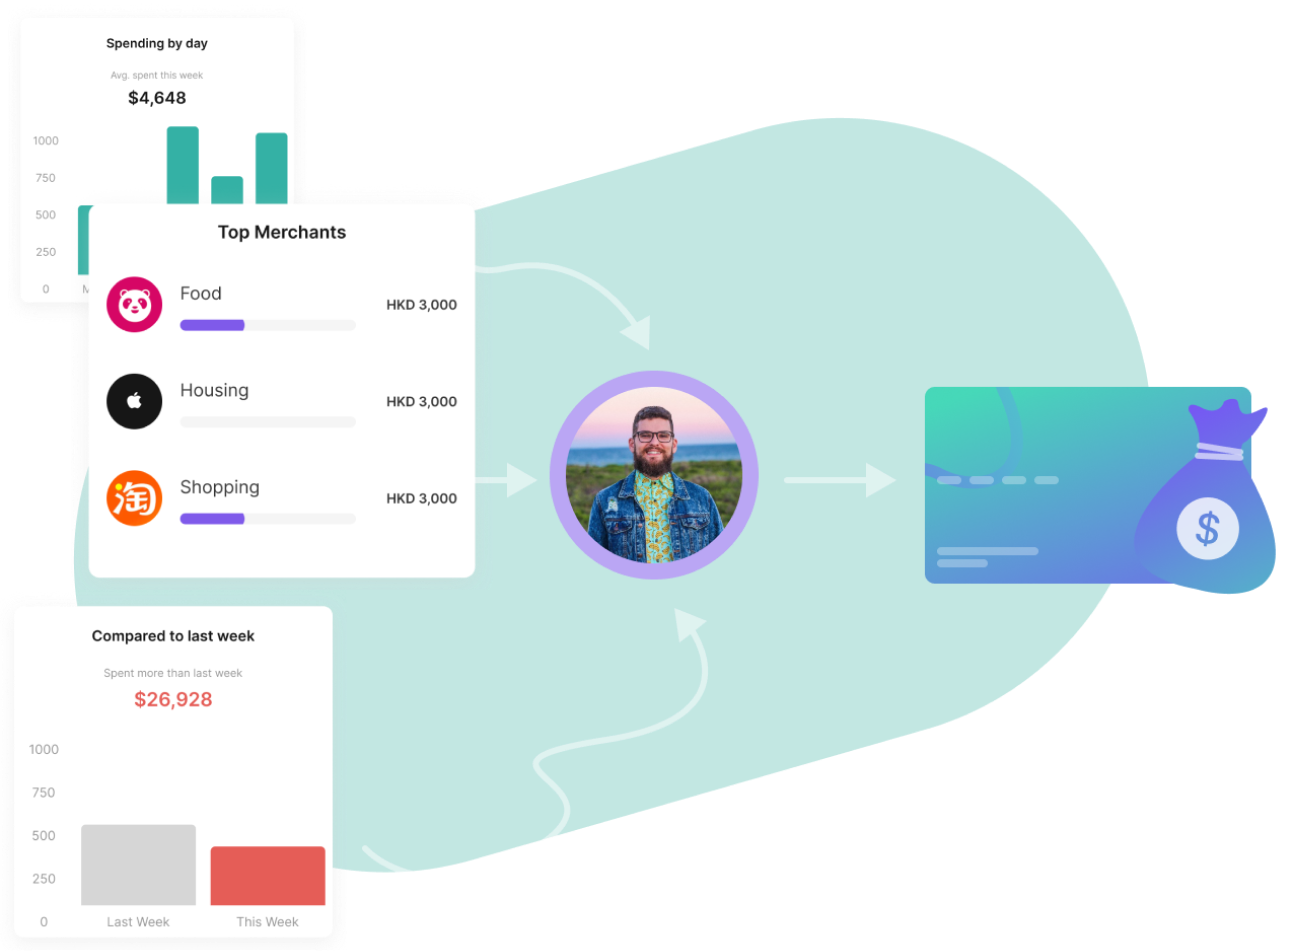 Spending by day
Avg. spent this week
$4,648
1000
750
500
250
0
M
Top Merchants
Food
HKD 3,000
Housing
HKD 3,000
淘
Shopping
HKD 3,000
$
Compared to last week
Spent more than last week
$26,928
1000
750
500
250
0
Last Week
This Week